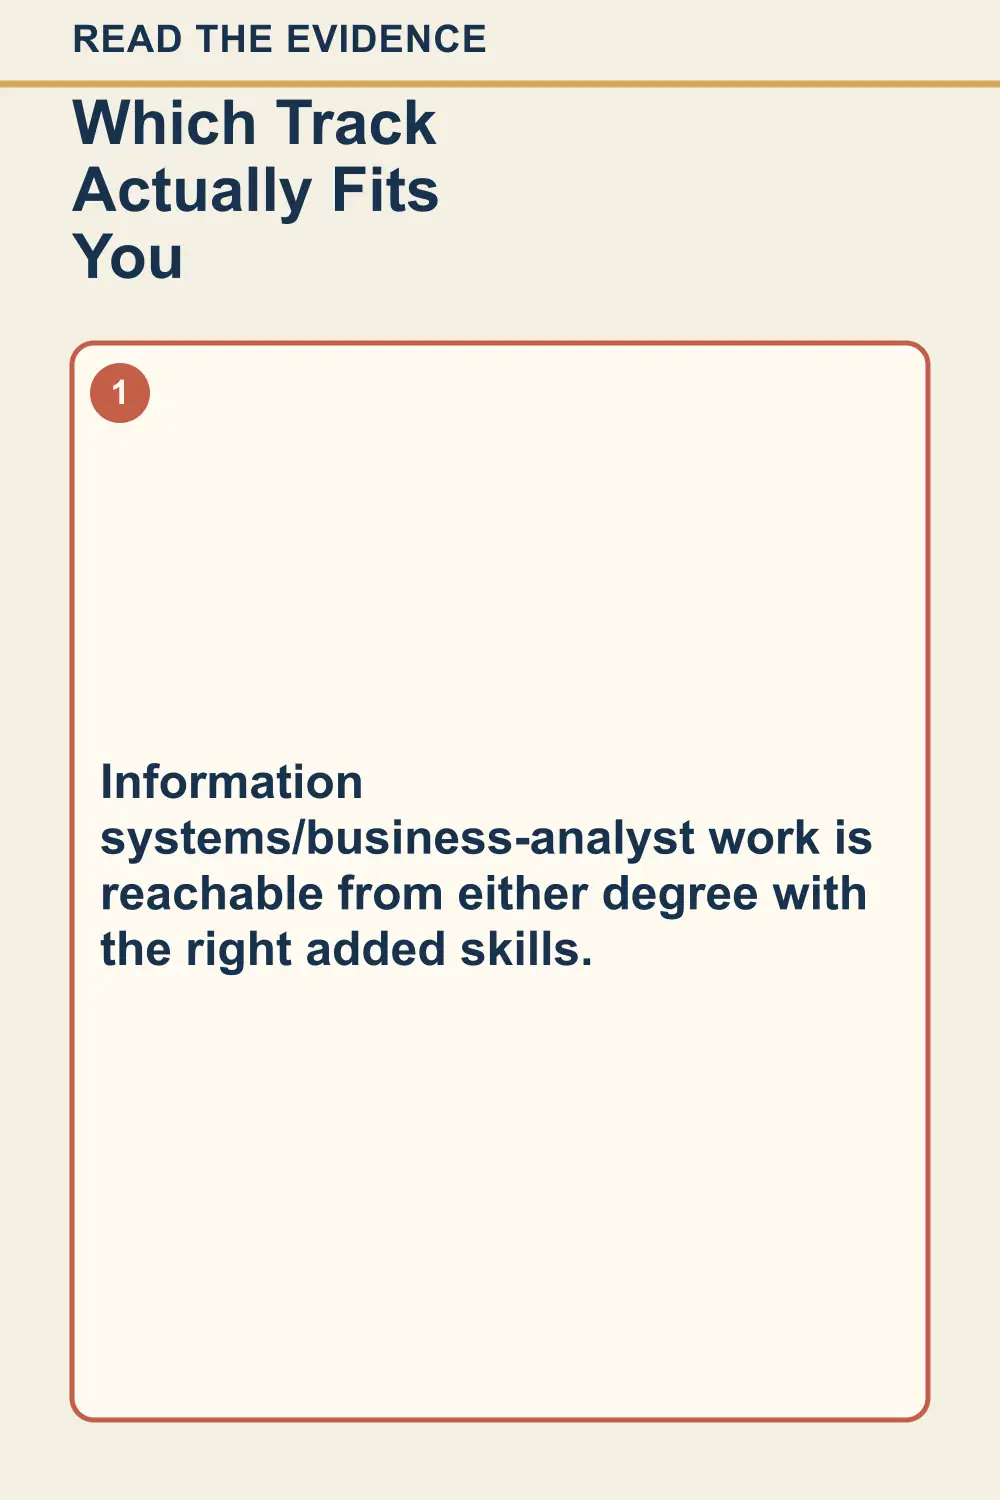 READ THE EVIDENCE
Which Track
Actually Fits
You
1
Information
systems/business-analyst work is
reachable from either degree with
the right added skills.